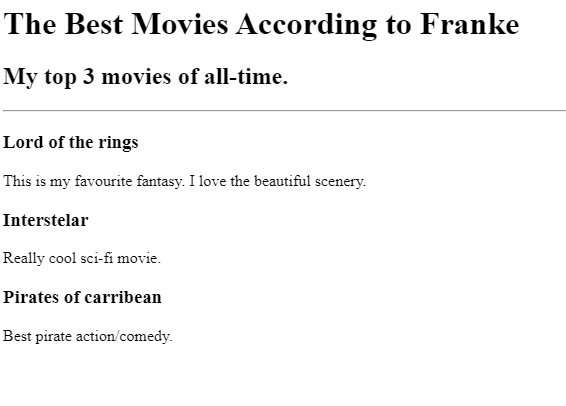 The Best Movies According to Franke
My top 3 movies of all-time.
Lord of the rings
This is my favourite fantasy. I love the beautiful scenery.
Interstelar
Really cool sci-fi movie.
Pirates of carribean
Best pirate action/comedy.